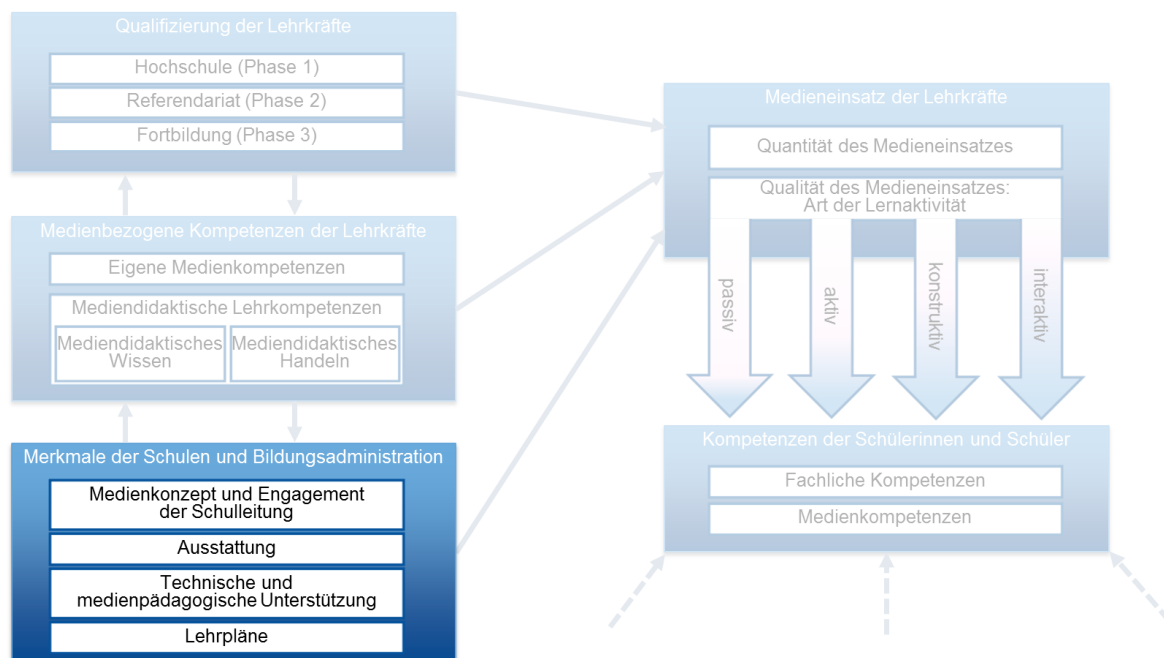 Qualifizierung der Lehrkräfte
Hochschule (Phase 1)
Referendariat (Phase 2)
Fortbildung (Phase 3)
Medienbezogene Kompetenzen der Lehrkräfte
Eigene Medienkompetenzen
Mediendidaktische Lehrkompetenzen
Mediendidaktisches
Wissen
Mediendidaktisches
Handeln
Merkmale der Schulen und Bildungsadministration
Medienkonzept und Engagement
der Schulleitung
Ausstattung
Technische und
medienpädagogische Unterstützung
Lehrpläne
Medieneinsatz der Lehrkräfte
Quantität des Medieneinsatzes
Qualität des Medieneinsatzes:
Art der Lernaktivität
passiv
aktiv
konstruktiv
interaktiv
Kompetenzen der Schülerinnen und Schüler
Fachliche Kompetenzen
Medienkompetenzen